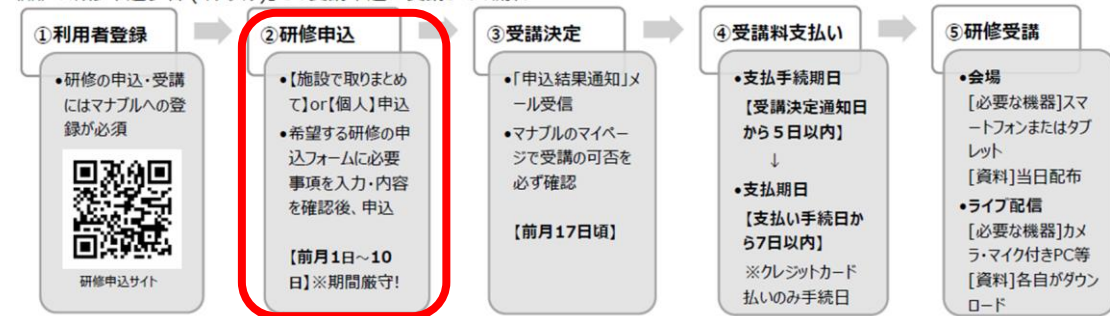 ①利用者登録
•研修の申込・受講
にはマナブルへの登
録が必須
研修申込サイト
②研修申込
•【施設で取りまとめ
て】or【個人】申込
•希望する研修の申
込フォームに必要
事項を入力・内容
を確認後、申込
【前月1日~10
日】※期間厳守!
③受講決定
•「申込結果通知」メ
ール受信
•マナブルのマイペー
ジで受講の可否を
必ず確認
【前月17日頃】
④受講料支払い
•支払手続期日
【受講決定通知日
から５日以内】
↓
•支払期日
【支払い手続日か
ら7日以内】
※クレジットカード
払いのみ手続日
⑤研修受講
•会場
[必要な機器]スマ
ートフォンまたはタブ
レット
[資料]当日配布
•ライブ配信
[必要な機器]カメ
ラ・マイク付きPC等
[資料]各自がダウン
ロード